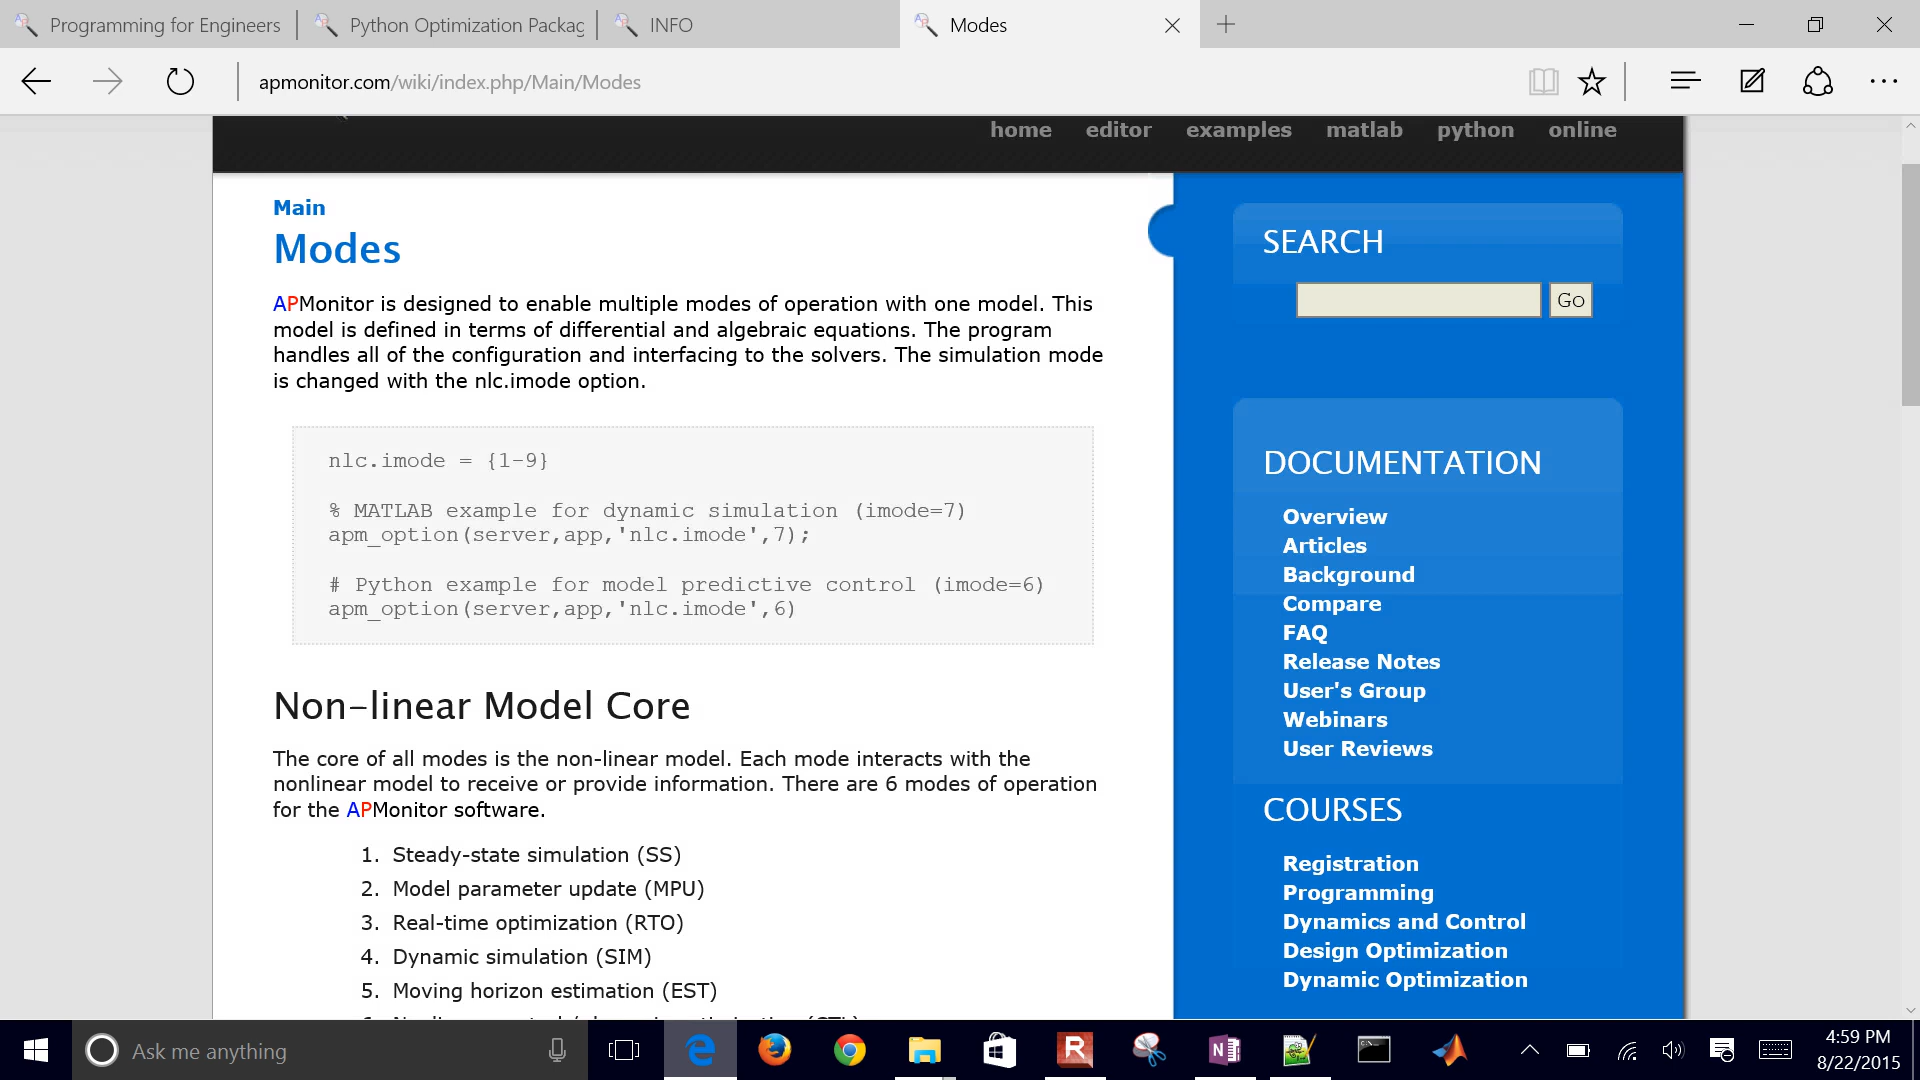 Programming for Engineers
Python Optimization Packag
INFO
Modes
apmonitor.com/wiki/index.php/Main/Modes
home editor examples matlab python online
Main
Modes
APMonitor is designed to enable multiple modes of operation with one model. This
model is defined in terms of differential and algebraic equations. The program
handles all of the configuration and interfacing to the solvers. The simulation mode
is changed with the nlc.imode option.
nlc.imode = {1-9}
% MATLAB example for dynamic simulation (imode=7)
apm_option(server,app,'nlc.imode',7);
# Python example for model predictive control (imode=6)
apm_option(server,app,'nlc.imode',6)
Non-linear Model Core
The core of all modes is the non-linear model. Each mode interacts with the
nonlinear model to receive or provide information. There are 6 modes of operation
for the APMonitor software.
1. Steady-state simulation (SS)
2. Model parameter update (MPU)
3. Real-time optimization (RTO)
4. Dynamic simulation (SIM)
5. Moving horizon estimation (EST)
SEARCH
Go
DOCUMENTATION
Overview
Articles
Background
Compare
FAQ
Release Notes
User's Group
Webinars
User Reviews
COURSES
Registration
Programming
Dynamics and Control
Design Optimization
Dynamic Optimization
Ask me anything
4:59 PM
8/22/2015